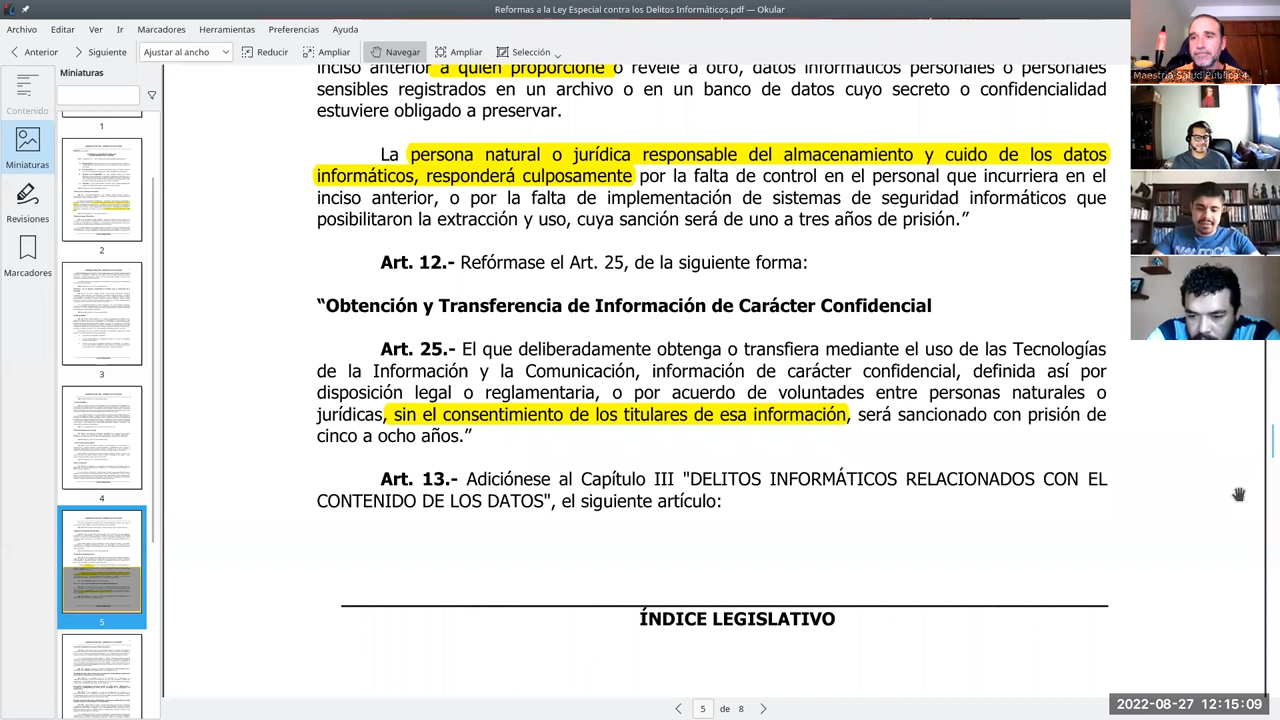 Reformas a la Ley Especial contra los Delitos Informáticos.pdf — Okular
Archivo Editar Ver Ir Marcadores Herramientas Preferencias Ayuda
Anterior Siguiente Ajustar al ancho Reducir Ampliar Navegar Ampliar Selección
Contenido
Miniaturas
Revisiones
Marcadores
Miniaturas
1
2
3
4
5
inciso anterior a quien proporcione o revele a otro, datos informáticos personales o personales
sensibles registrados en un archivo o en un banco de datos cuyo secreto o confidencialidad
estuviere obligado a preservar.
La persona natural o jurídica responsable del almacenamiento y cuido de los datos
informáticos, responderá culposamente por la falta de control en el personal que incurriera en el
inciso anterior, o por la falta de implementación de sistemas de seguridad informáticos que
posibilitaron la extracción y uso, cuya sanción será de uno a tres años de prisión.”
Art. 12.- Refórmase el Art. 25, de la siguiente forma:
“Obtención y Transferencia de Información de Carácter Confidencial
Art. 25.- El que deliberadamente obtenga o transfiera mediante el uso de las Tecnologías
de la Información y la Comunicación, información de carácter confidencial, definida así por
disposición legal o reglamentaria, o por acuerdo de voluntades entre personas naturales o
jurídicas, sin el consentimiento de los titulares de esa información, será sancionado con prisión de
cinco a ocho años.”
Art. 13.- Adiciónese al Capítulo III "DELITOS INFORMÁTICOS RELACIONADOS CON EL
CONTENIDO DE LOS DATOS", el siguiente artículo:
ÍNDICE LEGISLATIVO
5 de 8
Maestría Salud Pública 4
2022-08-27 12:15:09